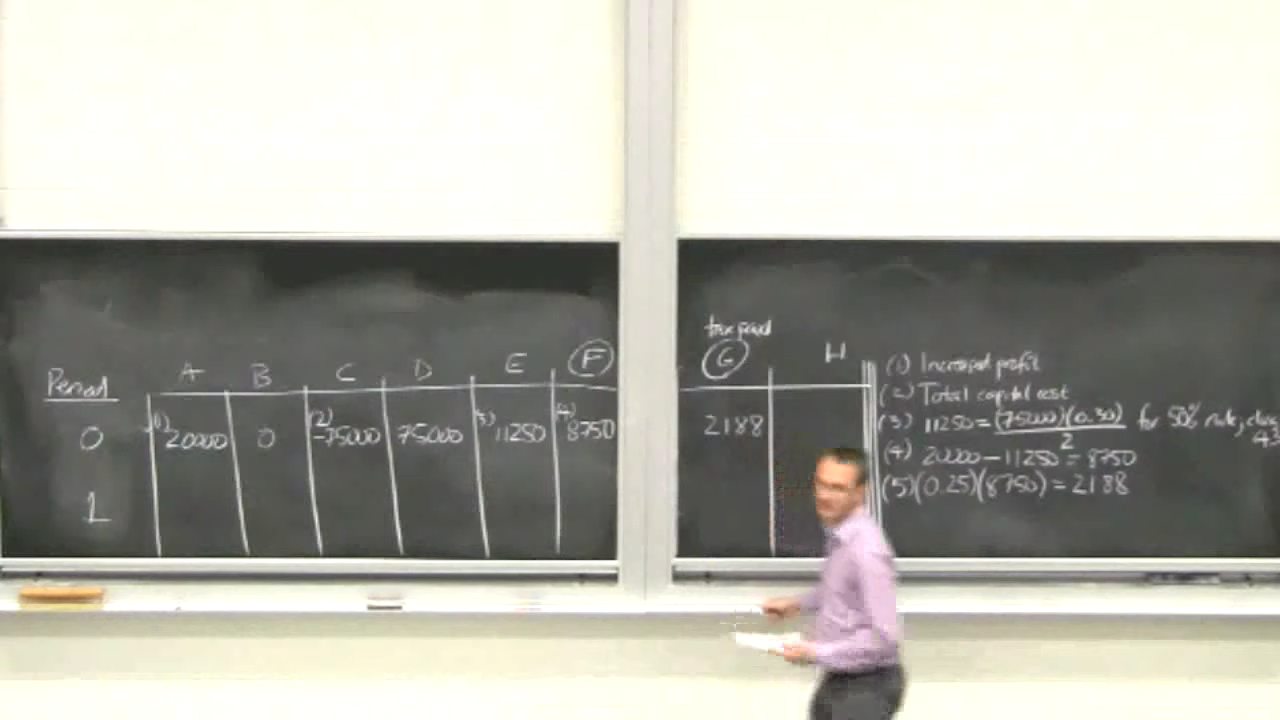 Period A B C D E F
0 (1) 20000 0 (2) -75000 75000 (3) 11250 (4) 8750
1
tax paid
G H
2188
(1) Increased profit
(2) Total capital cost
(3) 11250 = (75000)(0.30) / 2 for 50% rule, class 43
(4) 20000 - 11250 = 8750
(5) (0.25)(8750) = 2188